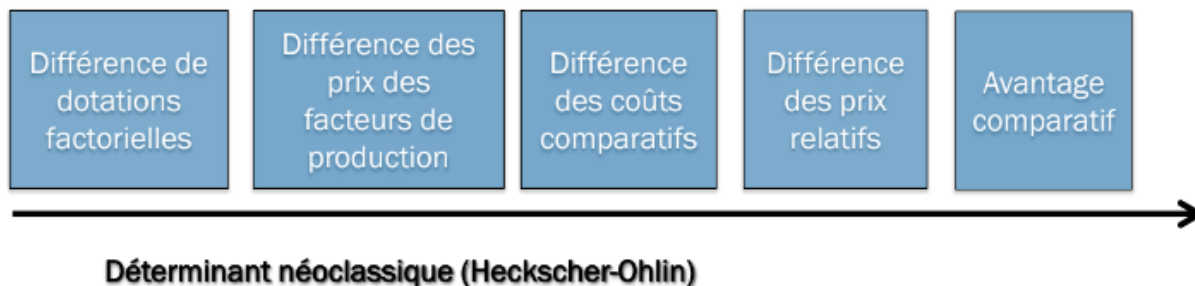 Différence de
dotations
factorielles
Différence des
prix des
facteurs de
production
Différence
des coûts
comparatifs
Différence
des prix
relatifs
Avantage
comparatif
Déterminant néoclassique (Heckscher-Ohlin)